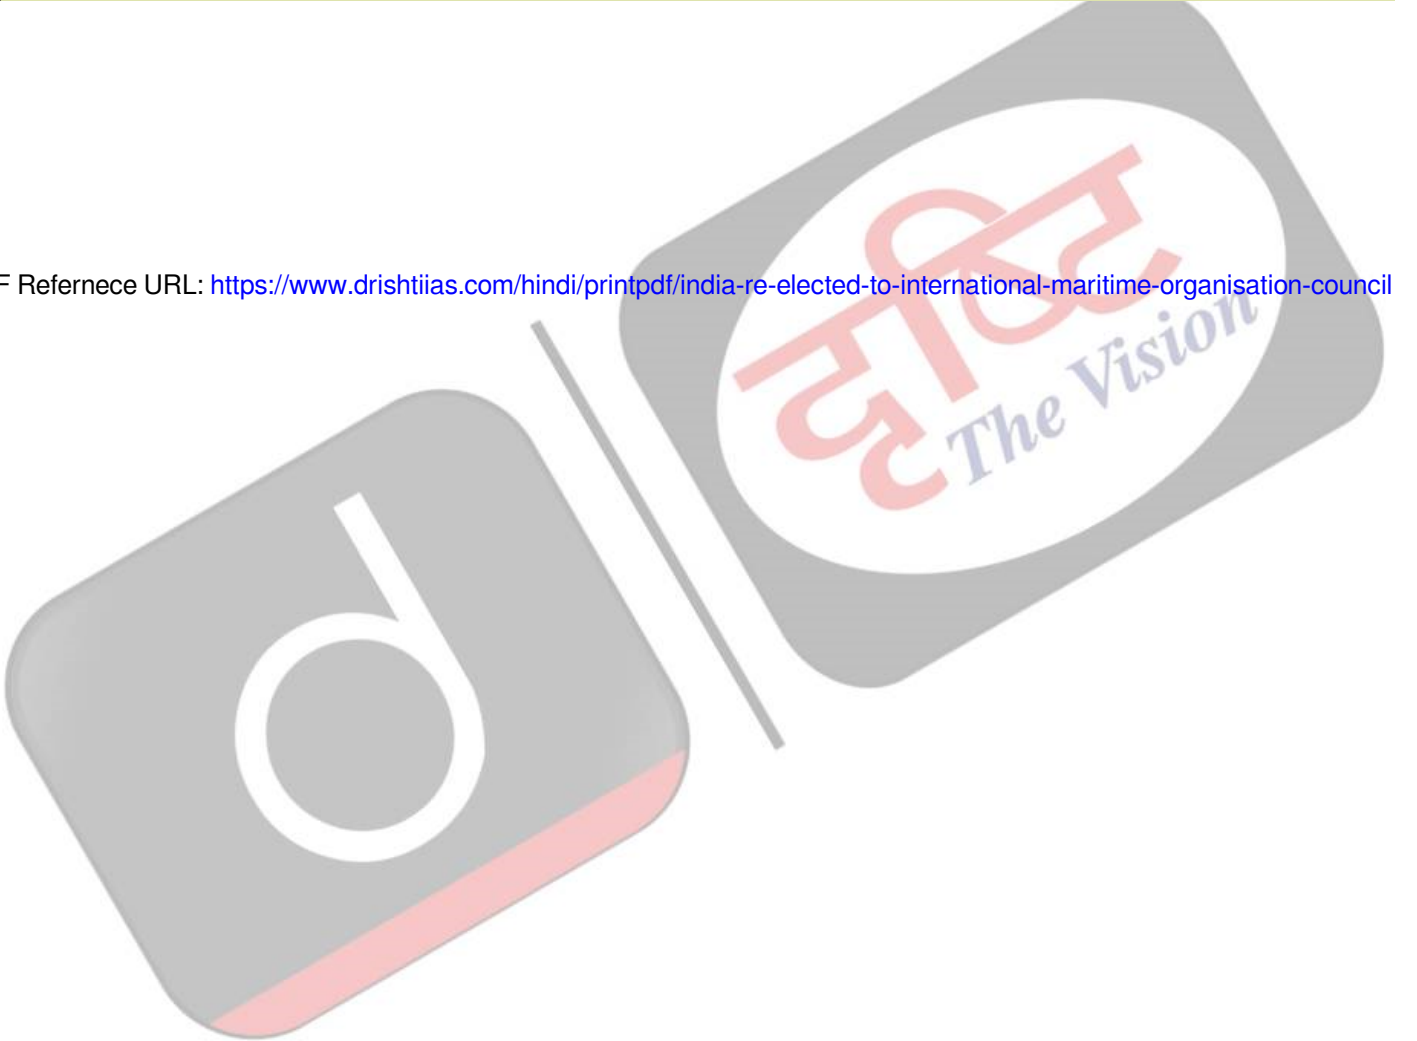 F Refernece URL: https://www.drishtiias.com/hindi/printpdf/india-re-elected-to-international-maritime-organisation-council
दृष्टि
The Vision
d